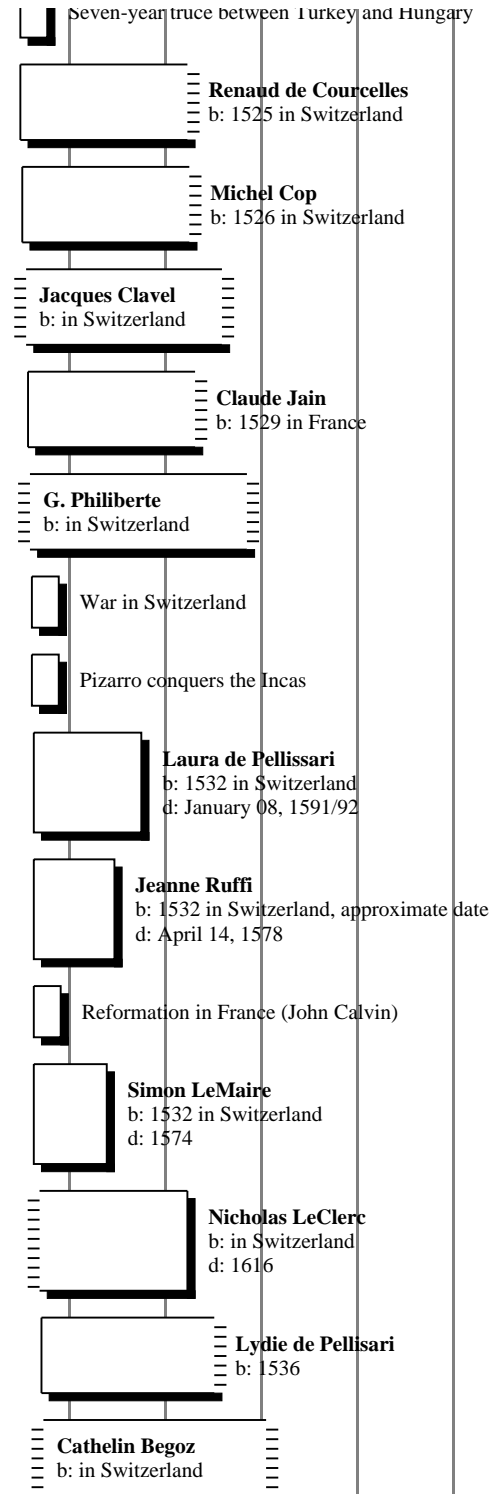 Seven-year truce between Turkey and Hungary
Renaud de Courcelles
b: 1525 in Switzerland
Michel Cop
b: 1526 in Switzerland
Jacques Clavel
b: in Switzerland
Claude Jain
b: 1529 in France
G. Philiberte
b: in Switzerland
War in Switzerland
Pizarro conquers the Incas
Laura de Pellissari
b: 1532 in Switzerland
d: January 08, 1591/92
Jeanne Ruffi
b: 1532 in Switzerland, approximate date
d: April 14, 1578
Reformation in France (John Calvin)
Simon LeMaire
b: 1532 in Switzerland
d: 1574
Nicholas LeClerc
b: in Switzerland
d: 1616
Lydie de Pellisari
b: 1536
Cathelin Begoz
b: in Switzerland